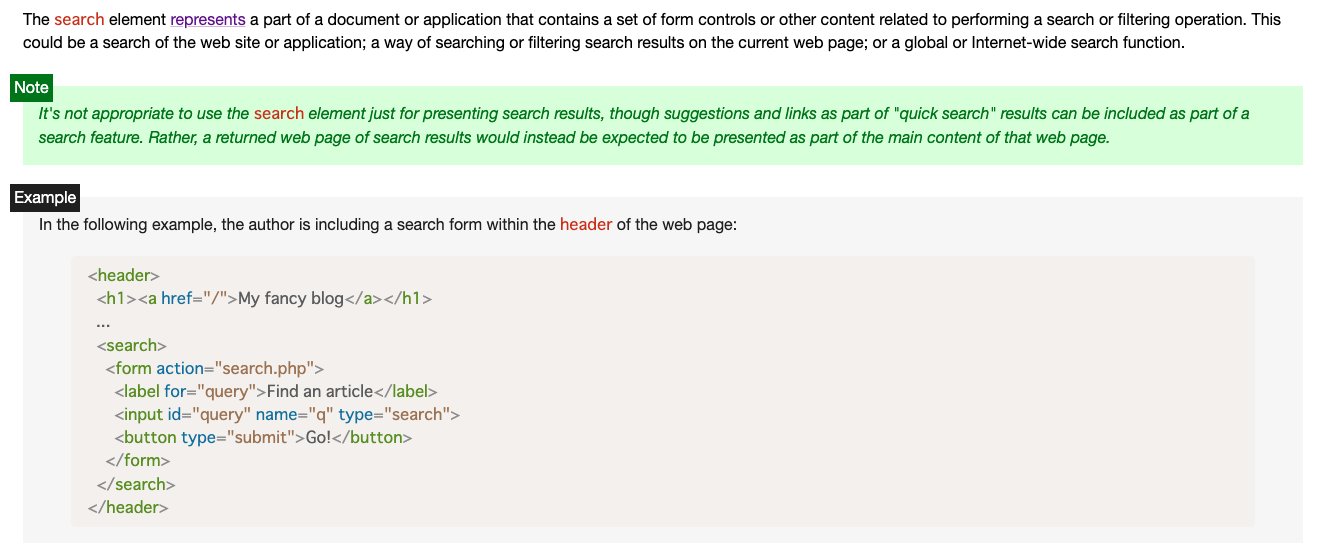 The search element represents a part of a document or application that contains a set of form controls or other content related to performing a search or filtering operation. This
could be a search of the web site or application; a way of searching or filtering search results on the current web page; or a global or Internet-wide search function.
Note
It's not appropriate to use the search element just for presenting search results, though suggestions and links as part of "quick search" results can be included as part of a
search feature. Rather, a returned web page of search results would instead be expected to be presented as part of the main content of that web page.
Example
In the following example, the author is including a search form within the header of the web page:
<header>
<h1><a href="/">My fancy blog</a></h1>
...
<search>
<form action="search.php">
<label for="query">Find an article</label>
<input id="query" name="q" type="search">
<button type="submit">Go!</button>
</form>
</search>
</header>